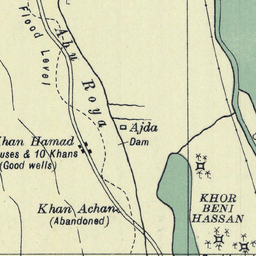 Flood Level
Abu Roya
Ajda
Dam
Khan Hamad
uses & 10 Khans
(Good wells)
Khan Achan
(Abandoned)
KHOR
BENI
HASSAN